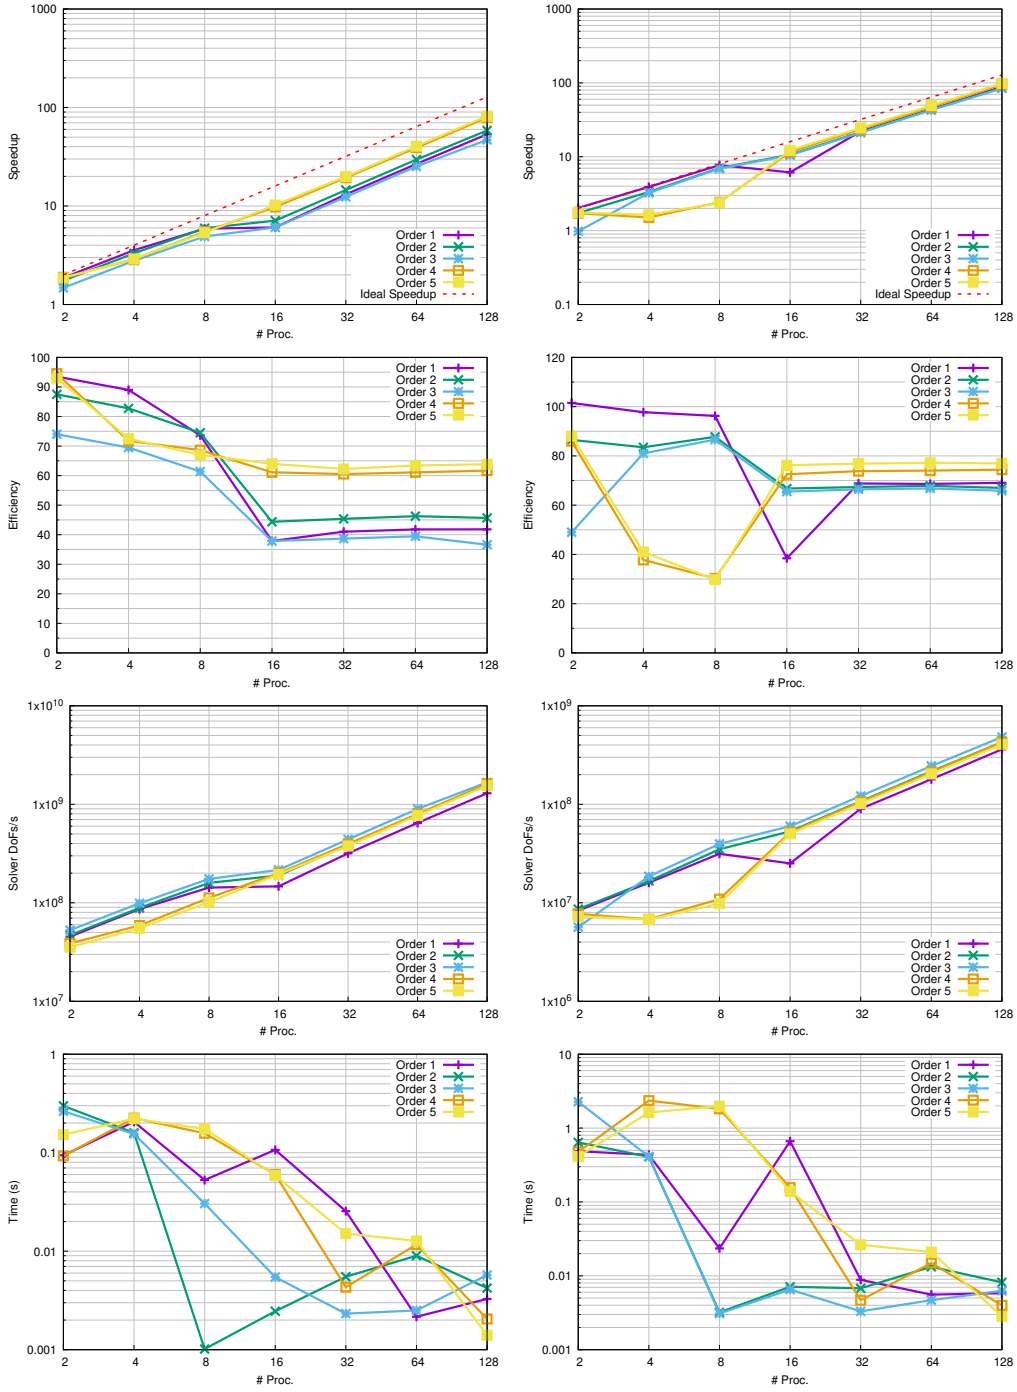 1000
100
10
1
Speedup
2 4 8 16 32 64 128
# Proc.
Order 1
Order 2
Order 3
Order 4
Order 5
Ideal Speedup
1000
100
10
1
0.1
Speedup
2 4 8 16 32 64 128
# Proc.
Order 1
Order 2
Order 3
Order 4
Order 5
Ideal Speedup
100
90
80
70
60
50
40
30
20
10
0
Efficiency
2 4 8 16 32 64 128
# Proc.
Order 1
Order 2
Order 3
Order 4
Order 5
120
100
80
60
40
20
0
Efficiency
2 4 8 16 32 64 128
# Proc.
Order 1
Order 2
Order 3
Order 4
Order 5
1x10^10
1x10^9
1x10^8
1x10^7
Solver DoFs/s
2 4 8 16 32 64 128
# Proc.
Order 1
Order 2
Order 3
Order 4
Order 5
1x10^9
1x10^8
1x10^7
1x10^6
Solver DoFs/s
2 4 8 16 32 64 128
# Proc.
Order 1
Order 2
Order 3
Order 4
Order 5
1
0.1
0.01
0.001
Time (s)
2 4 8 16 32 64 128
# Proc.
Order 1
Order 2
Order 3
Order 4
Order 5
10
1
0.1
0.01
0.001
Time (s)
2 4 8 16 32 64 128
# Proc.
Order 1
Order 2
Order 3
Order 4
Order 5